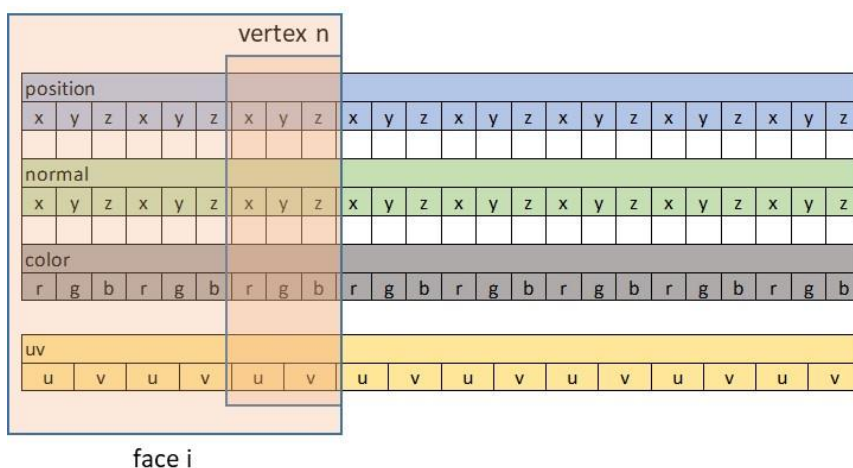 vertex n
position
x y z x y z x y z x y z x y z x y z x y z x y z
normal
x y z x y z x y z x y z x y z x y z x y z x y z
color
r g b r g b r g b r g b r g b r g b r g b r g b
uv
u v u v u v u v u v u v u v u v
face i